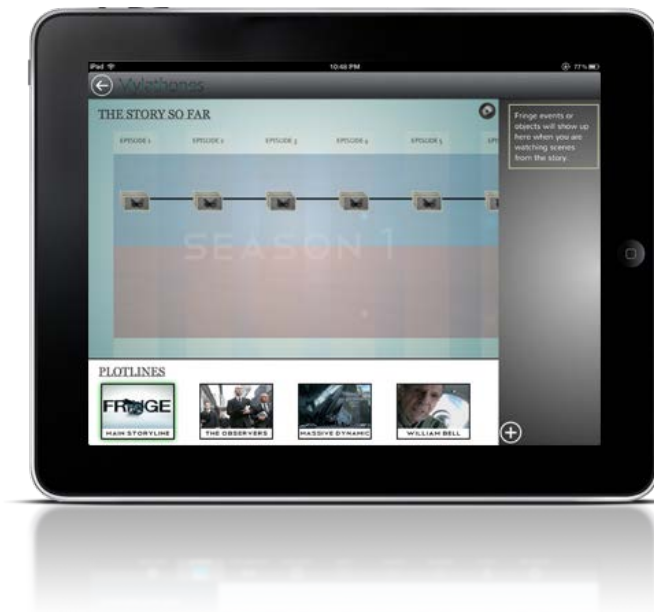 iPad 10:48 PM 77%
Mylathones
THE STORY SO FAR
EPISODE 1 EPISODE 2 EPISODE 3 EPISODE 4 EPISODE 5
Fringe events or
objects will show up
here when you are
watching scenes
from the story.
SEASON 1
PLOTLINES
FRINGE
MAIN STORYLINE THE OBSERVERS MASSIVE DYNAMIC WILLIAM BELL